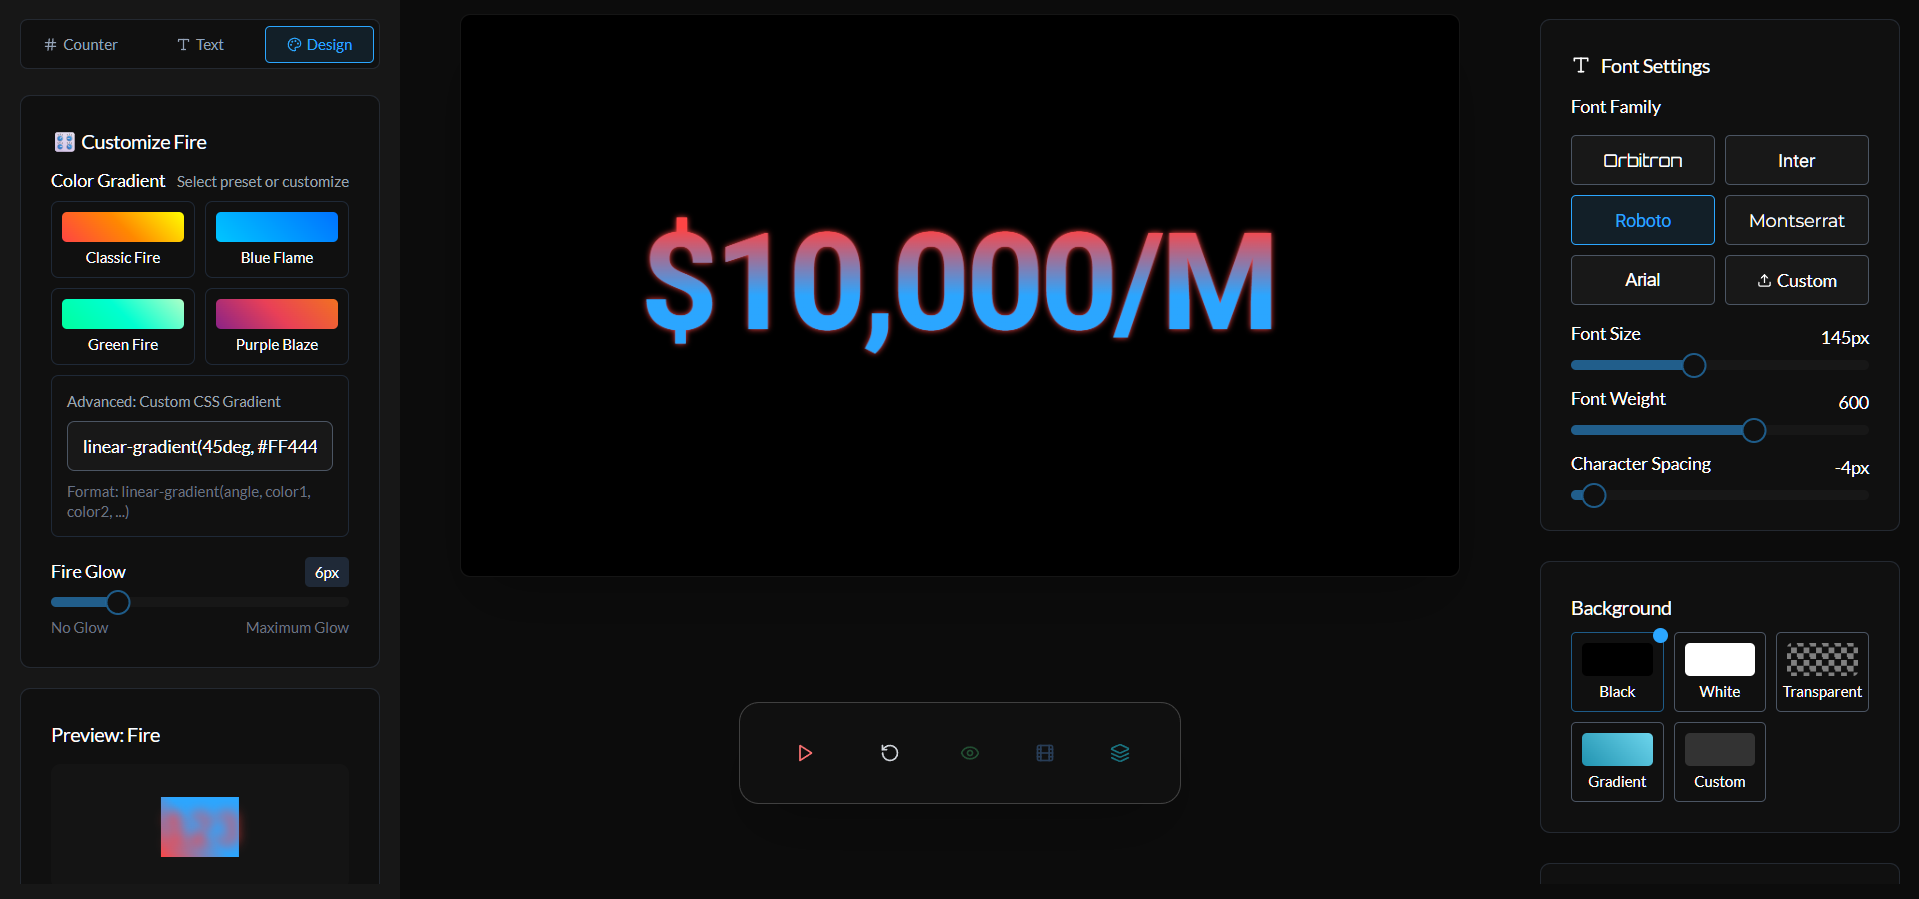 Counter
Text
Design
Customize Fire
Color Gradient
Select preset or customize
Classic Fire
Blue Flame
Green Fire
Purple Blaze
Advanced: Custom CSS Gradient
linear-gradient(45deg, #FF444
Format: linear-gradient(angle, color1,
color2, ...)
Fire Glow
6px
No Glow
Maximum Glow
Preview: Fire
$10,000/M
Font Settings
Font Family
Orbitron
Inter
Roboto
Montserrat
Arial
Custom
Font Size
145px
Font Weight
600
Character Spacing
-4px
Background
Black
White
Transparent
Gradient
Custom